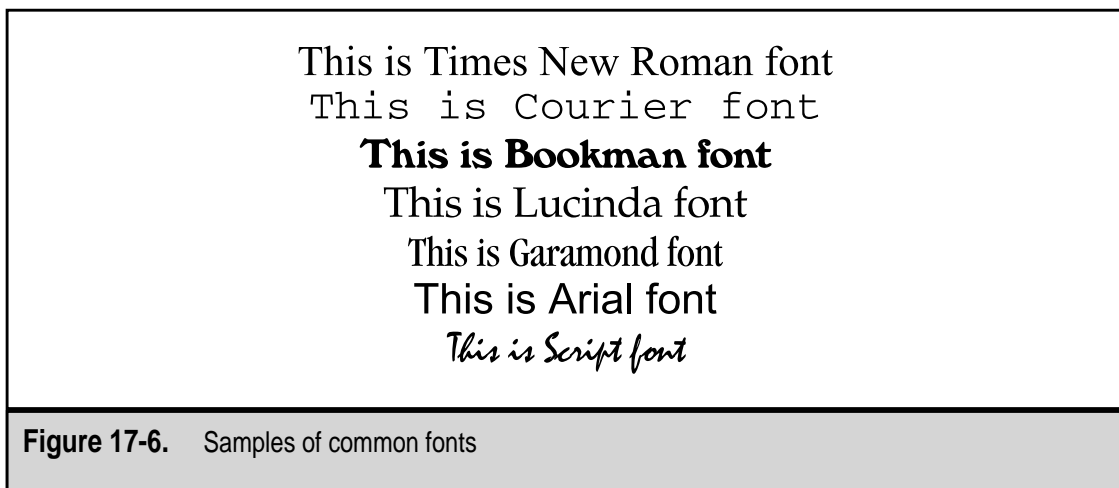 This is Times New Roman font
This is Courier font
This is Bookman font
This is Lucinda font
This is Garamond font
This is Arial font
This is Script font
Figure 17-6. Samples of common fonts